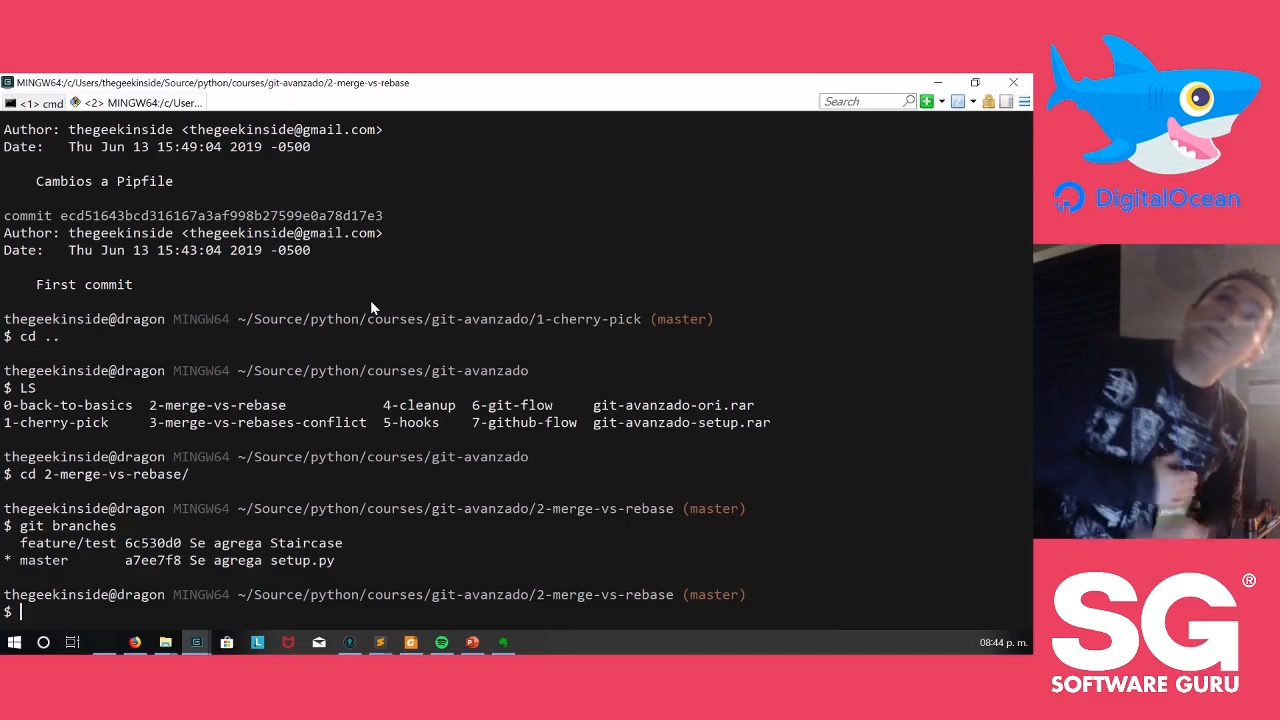 MINGW64:/c/Users/thegeekinside/Source/python/courses/git-avanzado/2-merge-vs-rebase
<1> cmd <2> MINGW64:/c/User... Search
Author: thegeekinside <thegeekinside@gmail.com>
Date:   Thu Jun 13 15:49:04 2019 -0500
Cambios a Pipfile
commit ecd51643bcd316167a3af998b27599e0a78d17e3
Author: thegeekinside <thegeekinside@gmail.com>
Date:   Thu Jun 13 15:43:04 2019 -0500
First commit
thegeekinside@dragon MINGW64 ~/Source/python/courses/git-avanzado/1-cherry-pick (master)
$ cd ..
thegeekinside@dragon MINGW64 ~/Source/python/courses/git-avanzado
$ LS
0-back-to-basics  2-merge-vs-rebase            4-cleanup  6-git-flow     git-avanzado-ori.rar
1-cherry-pick     3-merge-vs-rebases-conflict  5-hooks    7-github-flow  git-avanzado-setup.rar
thegeekinside@dragon MINGW64 ~/Source/python/courses/git-avanzado
$ cd 2-merge-vs-rebase/
thegeekinside@dragon MINGW64 ~/Source/python/courses/git-avanzado/2-merge-vs-rebase (master)
$ git branches
feature/test 6c530d0 Se agrega Staircase
* master       a7ee7f8 Se agrega setup.py
thegeekinside@dragon MINGW64 ~/Source/python/courses/git-avanzado/2-merge-vs-rebase (master)
$
08:44 p. m.
DigitalOcean
SG®
SOFTWARE GURU